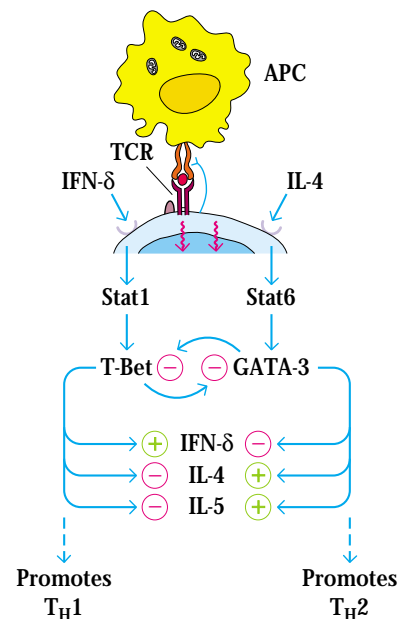 APC
TCR
IFN-δ IL-4
Stat1 Stat6
T-Bet − − GATA-3
+ IFN-δ −
− IL-4 +
− IL-5 +
Promotes Promotes
TH1 TH2